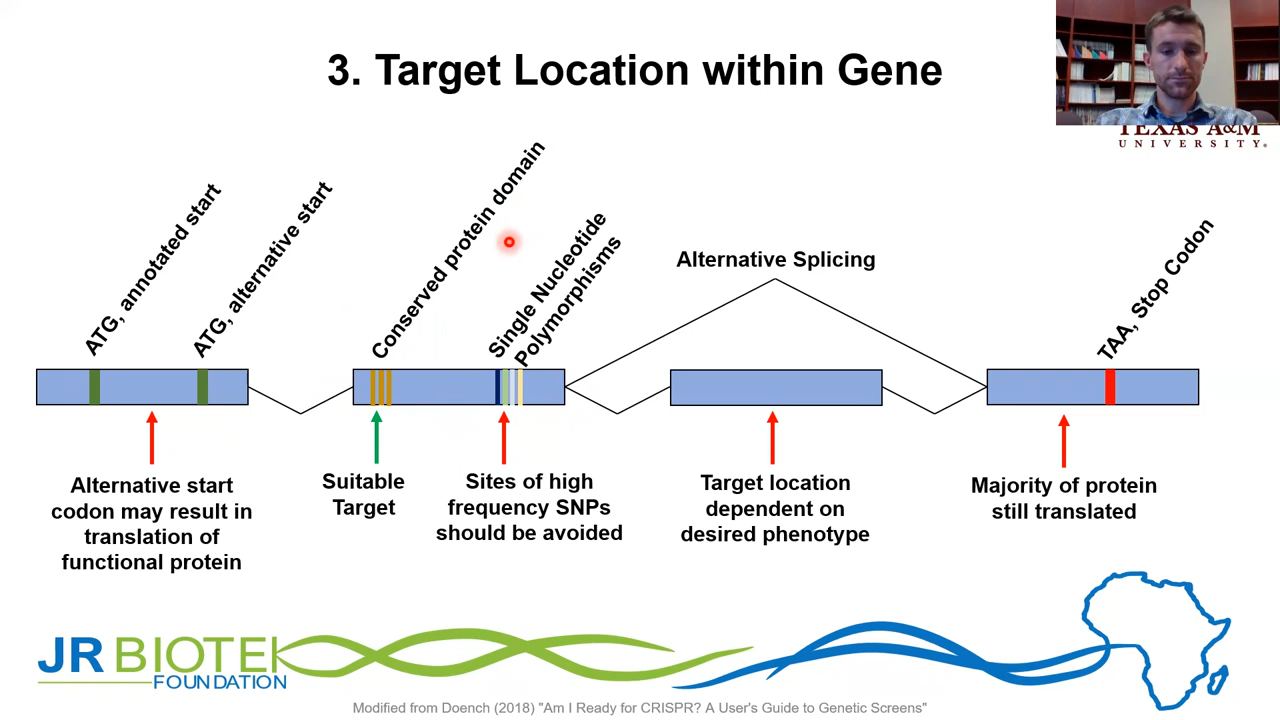 3. Target Location within Gene
TEXAS A&M
UNIVERSITY
ATG, annotated start
ATG, alternative start
Conserved protein domain
Single Nucleotide
Polymorphisms
Alternative Splicing
TAA, Stop Codon
Alternative start
codon may result in
translation of
functional protein
Suitable
Target
Sites of high
frequency SNPs
should be avoided
Target location
dependent on
desired phenotype
Majority of protein
still translated
JR BIOTEK
FOUNDATION
Modified from Doench (2018) "Am I Ready for CRISPR? A User's Guide to Genetic Screens"